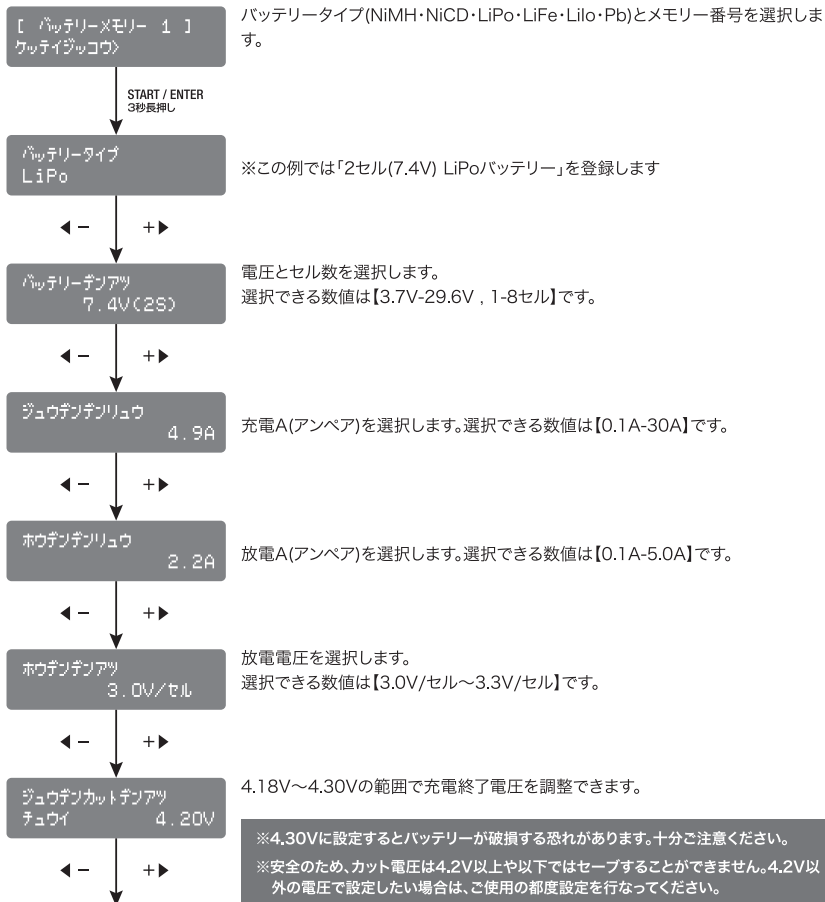 [ バッテリーメモリー 1 ]
ケッテイジッコウ〉
バッテリータイプ(NiMH・NiCD・LiPo・LiFe・LiIo・Pb)とメモリー番号を選択しま
す。
START / ENTER
3秒長押し
バッテリータイプ
LiPo
※この例では「2セル(7.4V) LiPoバッテリー」を登録します
◀ − +▶
バッテリーデンアツ
7.4V(2S)
電圧とセル数を選択します。
選択できる数値は【3.7V-29.6V , 1-8セル】です。
◀ − +▶
ジュウデンデンリュウ
4.9A
充電A(アンペア)を選択します。選択できる数値は【0.1A-30A】です。
◀ − +▶
ホウデンデンリュウ
2.2A
放電A(アンペア)を選択します。選択できる数値は【0.1A-5.0A】です。
◀ − +▶
ホウデンデンアツ
3.0V/セル
放電電圧を選択します。
選択できる数値は【3.0V/セル〜3.3V/セル】です。
◀ − +▶
ジュウデンカットデンアツ
チュウイ 4.20V
4.18V〜4.30Vの範囲で充電終了電圧を調整できます。
※4.30Vに設定するとバッテリーが破損する恐れがあります。十分ご注意ください。
※安全のため、カット電圧は4.2V以上や以下ではセーブすることができません。4.2V以
外の電圧で設定したい場合は、ご使用の都度設定を行なってください。
◀ − +▶